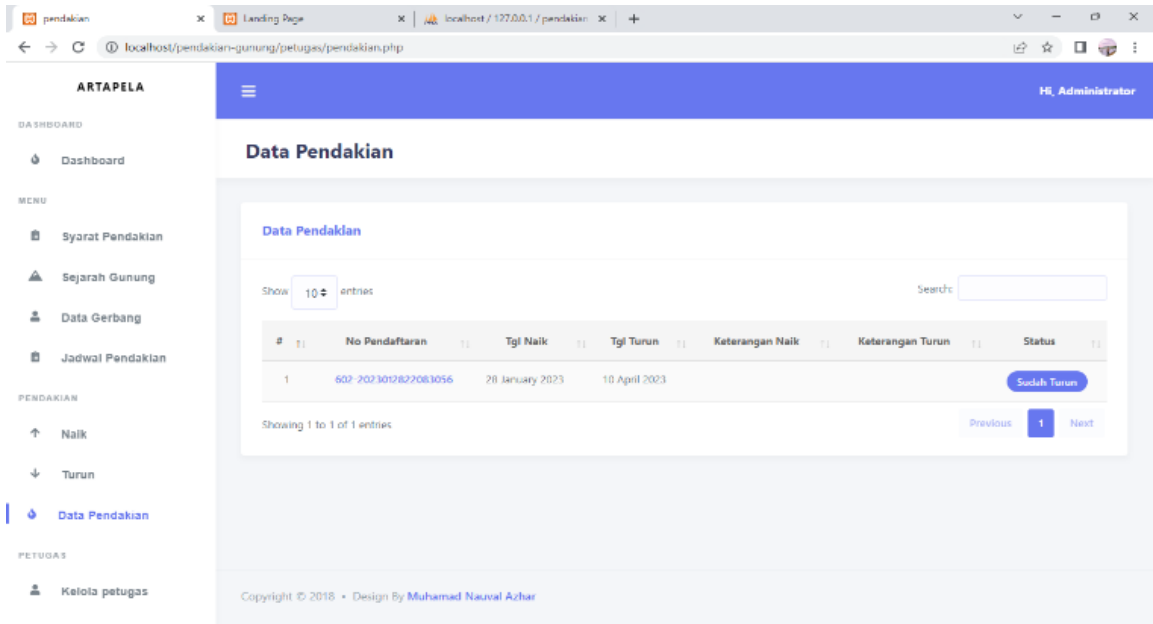 pendakian
Landing Page
localhost / 127.0.0.1 / pendakian
localhost/pendakian-gunung/petugas/pendakian.php
ARTAPELA
Hi, Administrator
DASHBOARD
Dashboard
Data Pendakian
MENU
Syarat Pendakian
Sejarah Gunung
Data Gerbang
Jadwal Pendakian
PENDAKIAN
Naik
Turun
Data Pendakian
PETUGAS
Kelola petugas
Data Pendakian
Show 10 entries
Search:
# No Pendaftaran Tgl Naik Tgl Turun Keterangan Naik Keterangan Turun Status
1 602-2023012822083056 28 January 2023 10 April 2023 Sudah Turun
Showing 1 to 1 of 1 entries
Previous 1 Next
Copyright © 2018 • Design By Muhamad Nauval Azhar